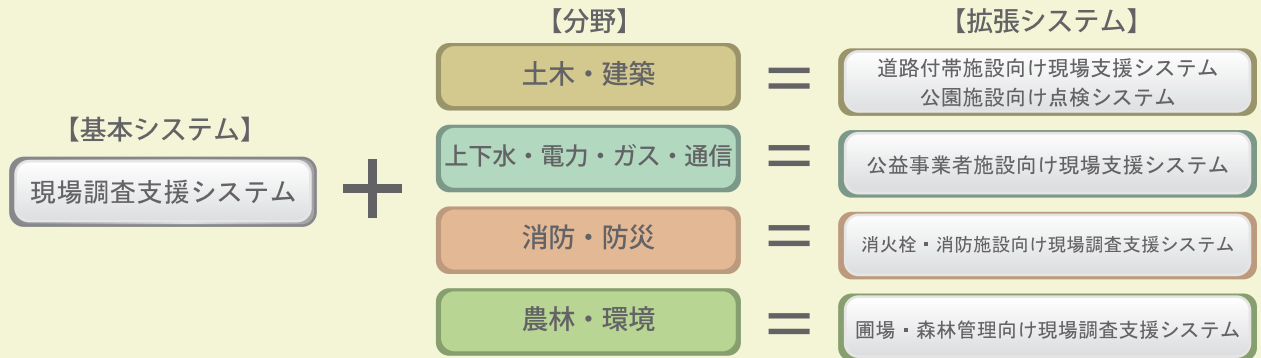 【分野】
【拡張システム】
【基本システム】
現場調査支援システム
＋
土木・建築
＝
道路付帯施設向け現場支援システム
公園施設向け点検システム
上下水・電力・ガス・通信
＝
公益事業者施設向け現場支援システム
消防・防災
＝
消火栓・消防施設向け現場調査支援システム
農林・環境
＝
圃場・森林管理向け現場調査支援システム